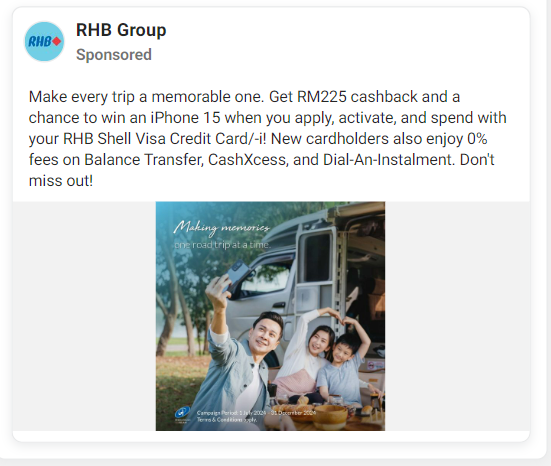 RHB Group
RHB
Sponsored
Make every trip a memorable one. Get RM225 cashback and a
chance to win an iPhone 15 when you apply, activate, and spend with
your RHB Shell Visa Credit Card/-i! New cardholders also enjoy 0%
fees on Balance Transfer, CashXcess, and Dial-An-Instalment. Don't
miss out!
Making memories
one road trip at a time.
Campaign Period: 1 July 2024 - 31 December 2024
Terms & Conditions apply.